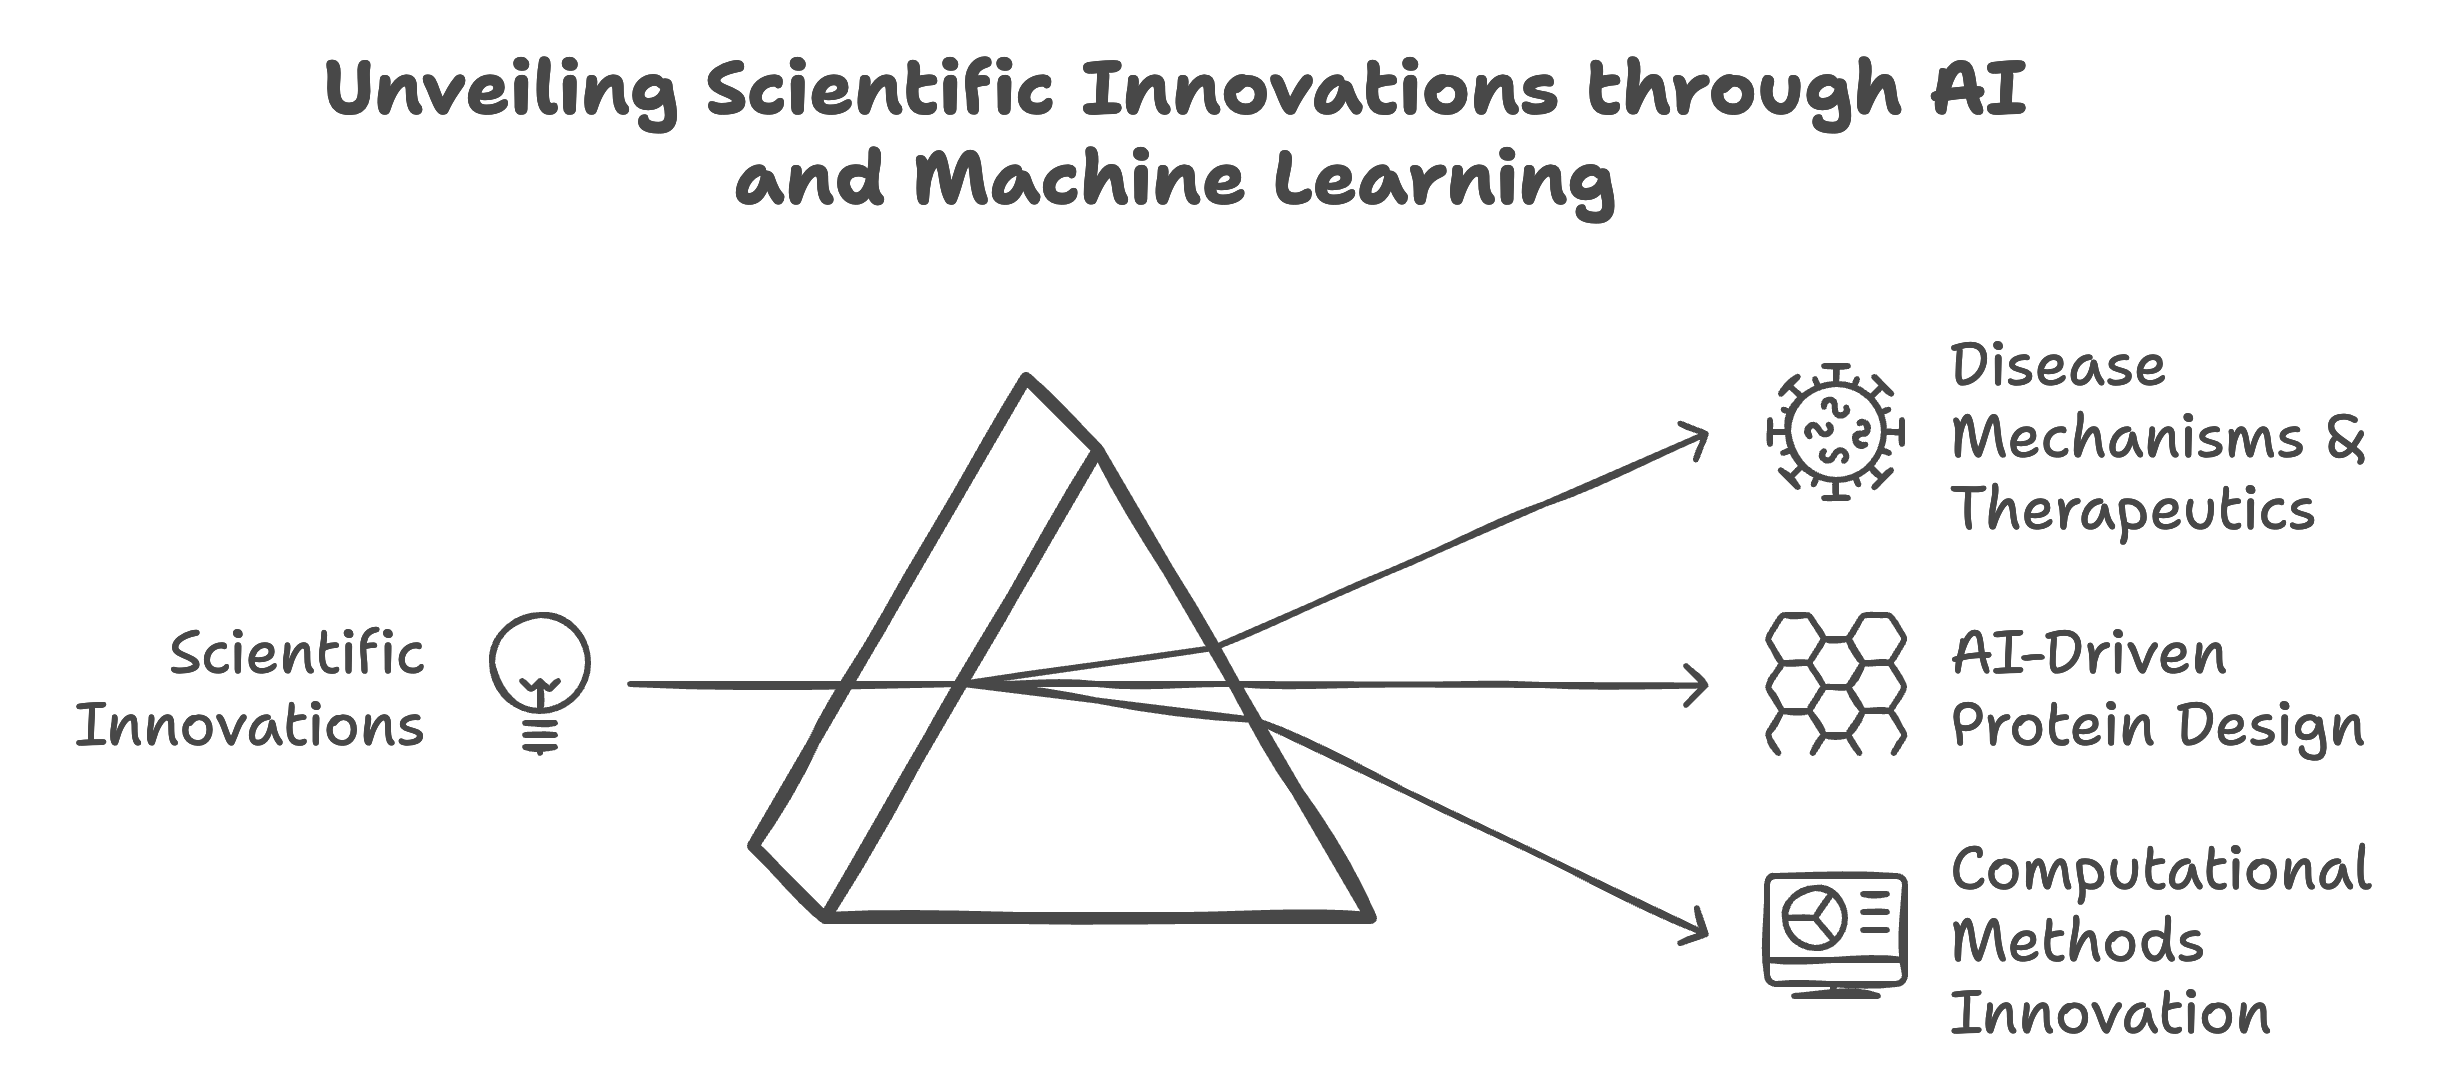 Unveiling Scientific Innovations through AI
and Machine Learning
Scientific
Innovations
Disease
Mechanisms &
Therapeutics
AI-Driven
Protein Design
Computational
Methods
Innovation